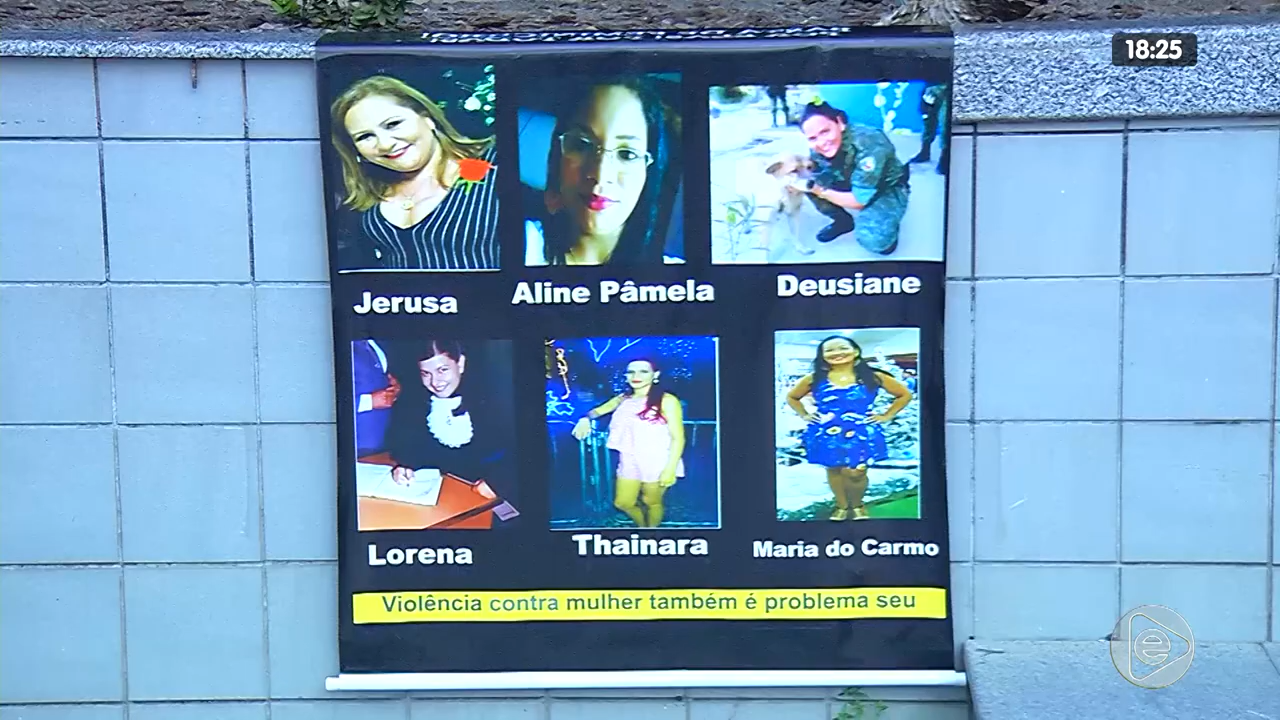 18:25
Jerusa
Aline Pâmela
Deusiane
Lorena
Thainara
Maria do Carmo
Violência contra mulher também é problema seu
e